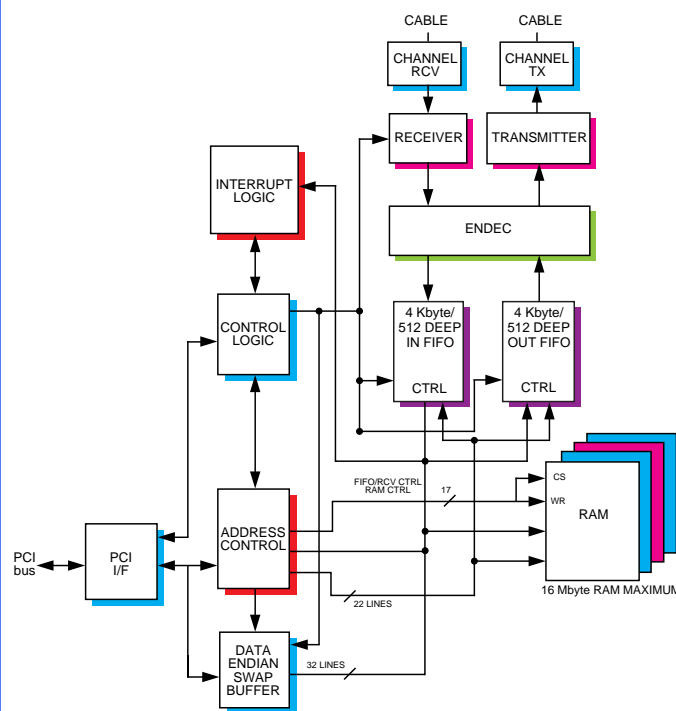 CABLE
CABLE
CHANNEL
RCV
CHANNEL
TX
RECEIVER
TRANSMITTER
INTERRUPT
LOGIC
ENDEC
CONTROL
LOGIC
4 Kbyte/
512 DEEP
IN FIFO
CTRL
4 Kbyte/
512 DEEP
OUT FIFO
CTRL
FIFO/RCV CTRL
RAM CTRL
17
CS
WR
RAM
ADDRESS
CONTROL
PCI
bus
PCI
I/F
16 Mbyte RAM MAXIMUM
22 LINES
DATA
ENDIAN
SWAP
BUFFER
32 LINES